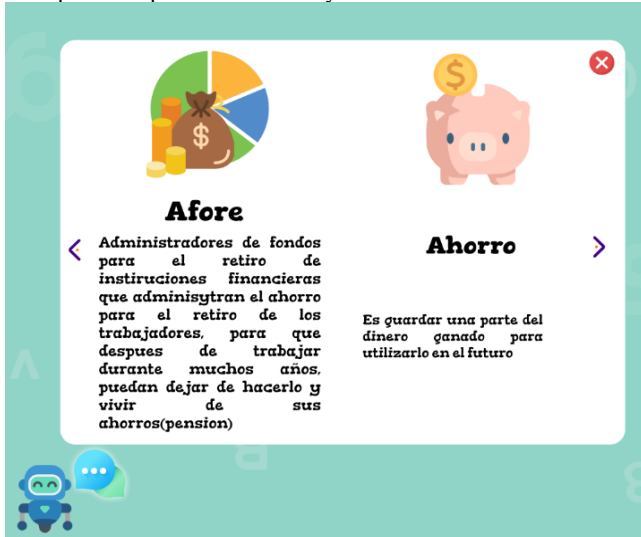 Afore
Administradores de fondos
para el retiro de
instiruciones financieras
que adminisytran el ahorro
para el retiro de los
trabajadores, para que
despues de trabajar
durante muchos años,
puedan dejar de hacerlo y
vivir de sus
ahorros(pension)
Ahorro
Es guardar una parte del
dinero ganado para
utilizarlo en el futuro